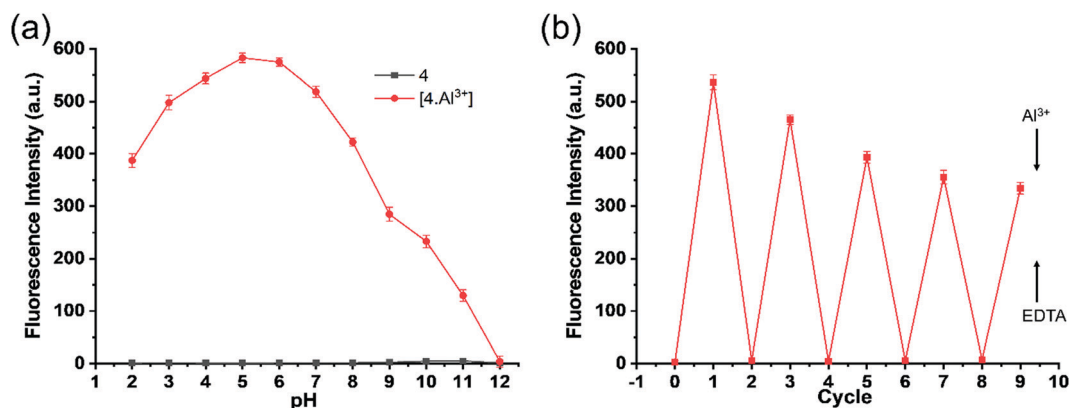 (a)
Fluorescence Intensity (a.u.)
600
500
400
300
200
100
0
1 2 3 4 5 6 7 8 9 10 11 12
pH
4
[4.Al³⁺]
(b)
Fluorescence Intensity (a.u.)
600
500
400
300
200
100
0
-1 0 1 2 3 4 5 6 7 8 9 10
Cycle
Al³⁺
EDTA